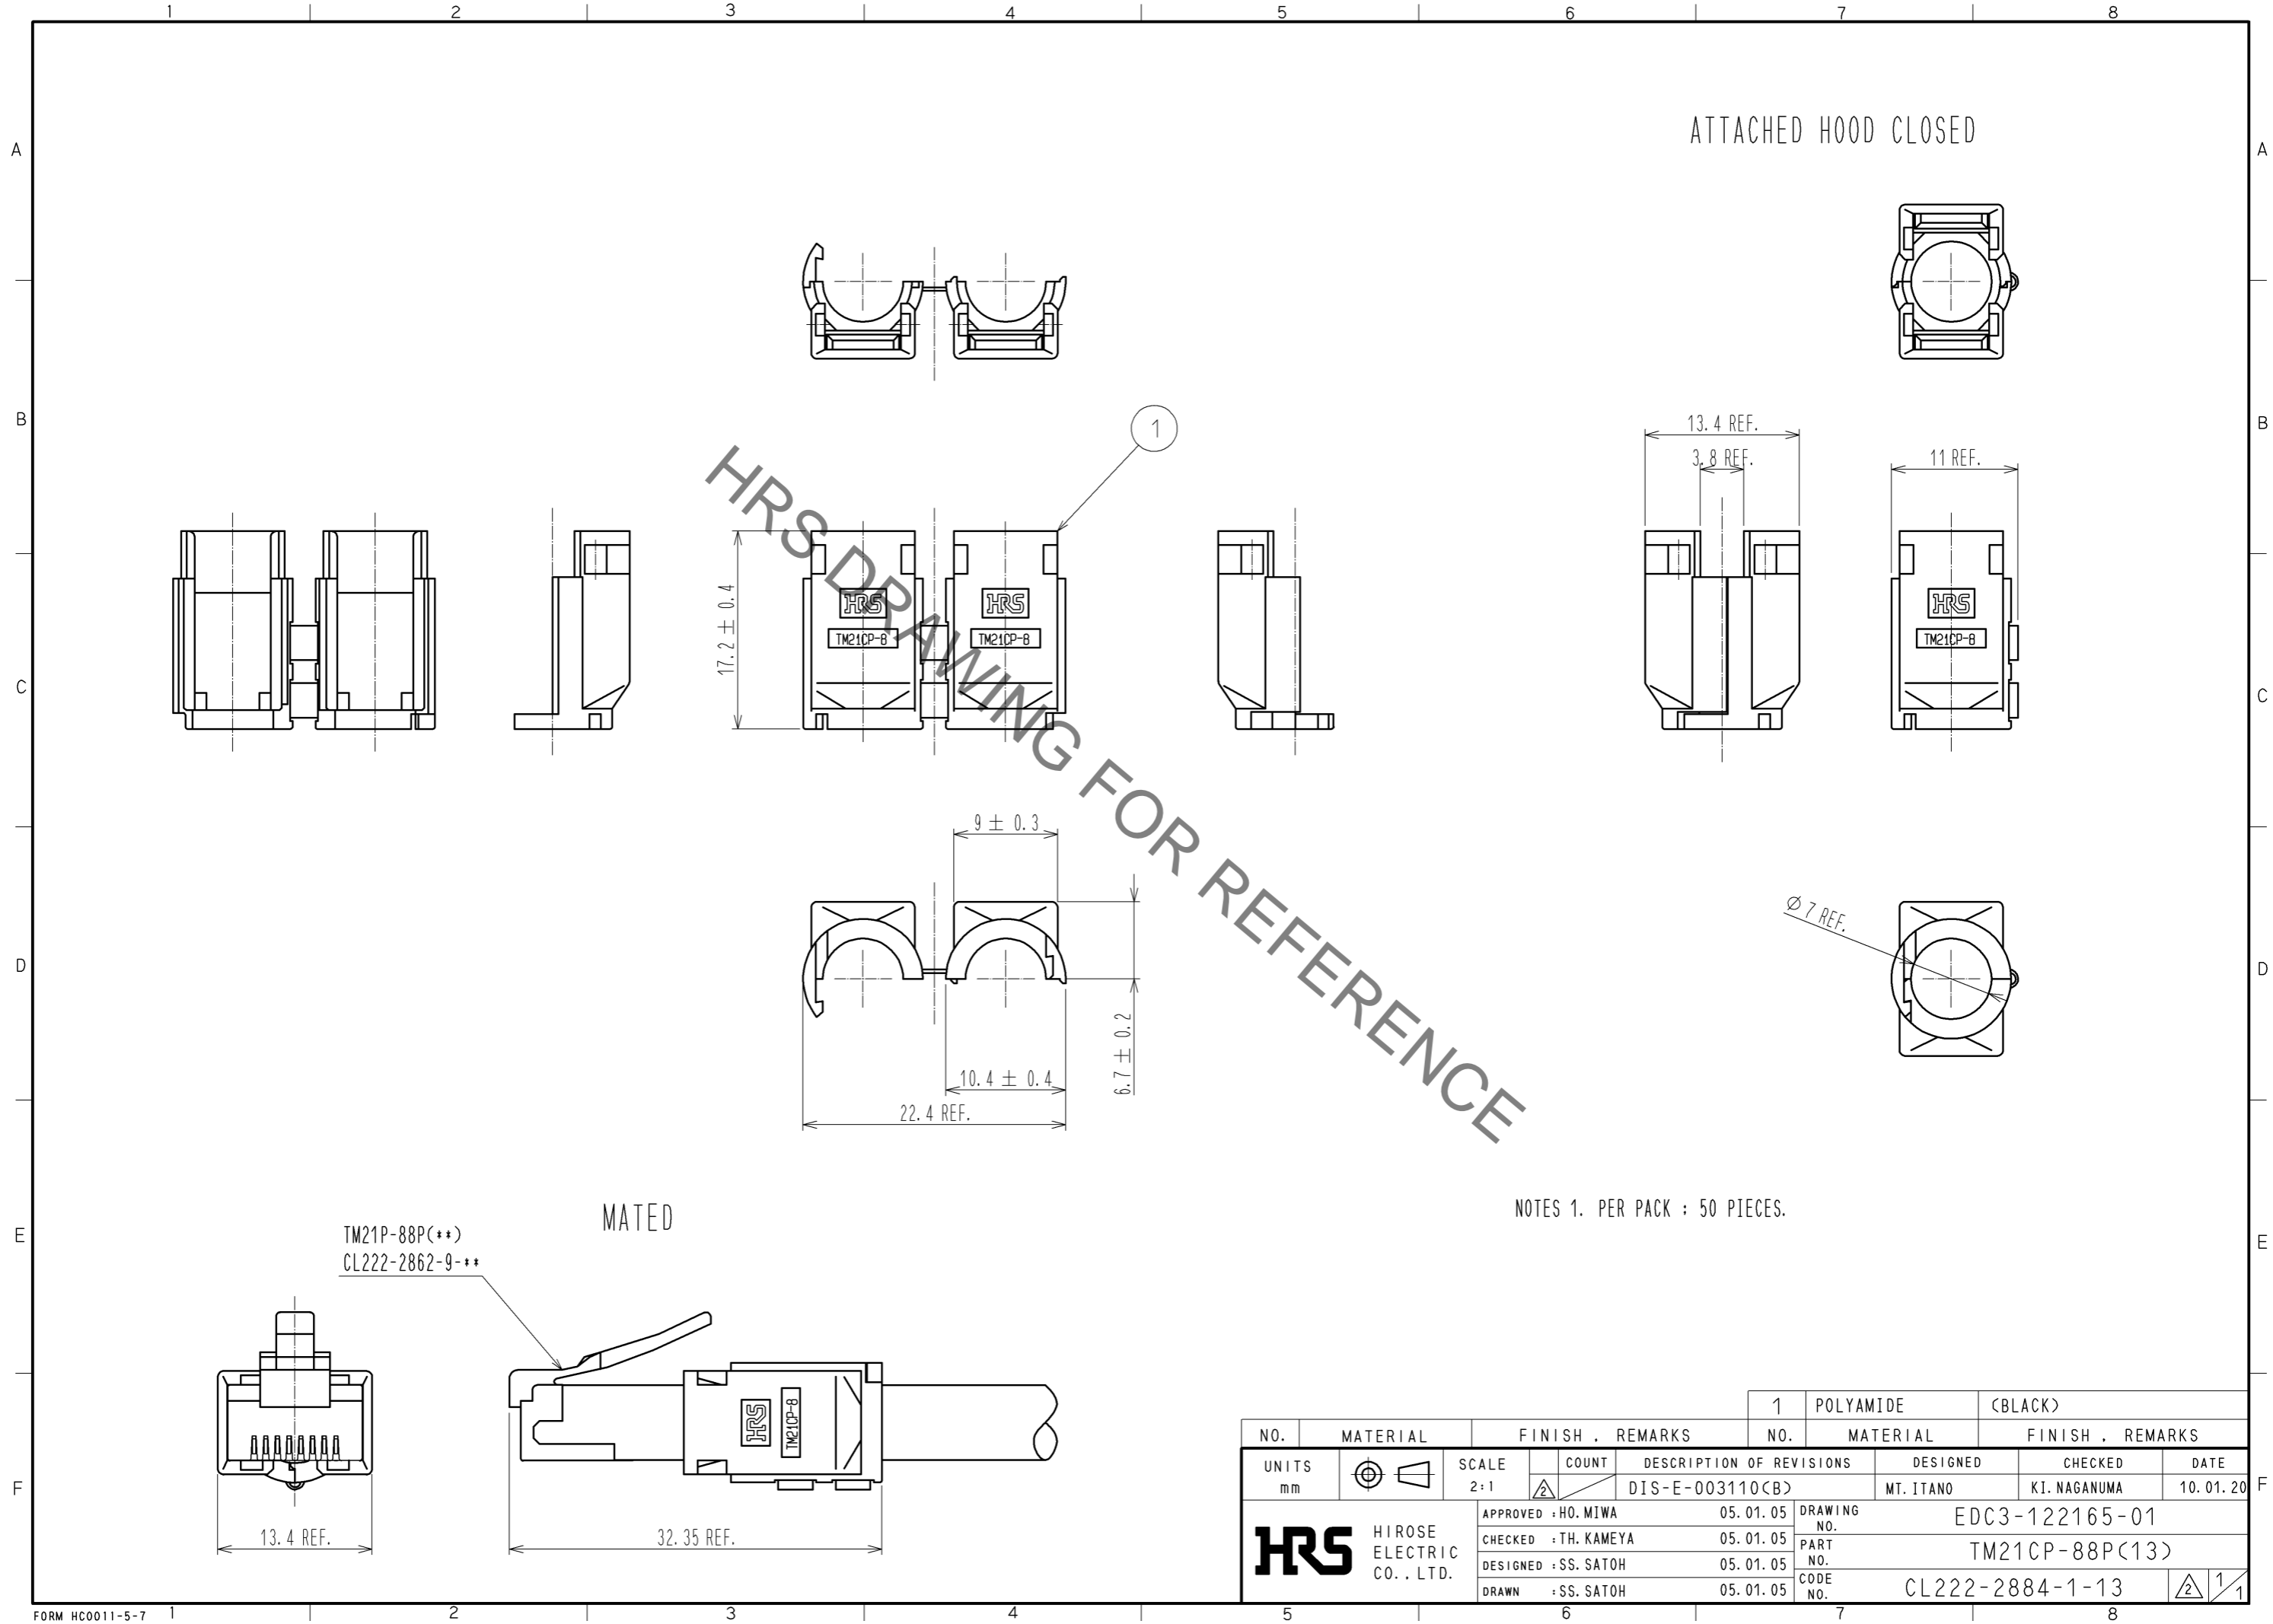 1 2 3 4 5 6 7 8
A A
ATTACHED HOOD CLOSED
B B
1
13.4 REF.
3.8 REF.
11 REF.
17.2 ± 0.4
HRS HRS HRS
TM21CP-8 TM21CP-8 TM21CP-8
C C
HRS DRAWING FOR REFERENCE
9 ± 0.3
Ø 7 REF.
D D
6.7 ± 0.2
10.4 ± 0.4
22.4 REF.
MATED
NOTES 1. PER PACK : 50 PIECES.
E E
TM21P-88P(**)
CL222-2862-9-**
HRS
TM21CP-8
13.4 REF.
32.35 REF.
1 POLYAMIDE (BLACK)
NO. MATERIAL FINISH , REMARKS NO. MATERIAL FINISH , REMARKS
UNITS
mm
SCALE
2:1
COUNT DESCRIPTION OF REVISIONS DESIGNED CHECKED DATE
2 DIS-E-003110(B) MT. ITANO KI. NAGANUMA 10.01.20
F F
HRS
HIROSE
ELECTRIC
CO., LTD.
APPROVED : HO. MIWA 05.01.05
CHECKED : TH. KAMEYA 05.01.05
DESIGNED : SS. SATOH 05.01.05
DRAWN : SS. SATOH 05.01.05
DRAWING NO. EDC3-122165-01
PART NO. TM21CP-88P(13)
CODE NO. CL222-2884-1-13 2 1/1
FORM HC0011-5-7 1 2 3 4 5 6 7 8